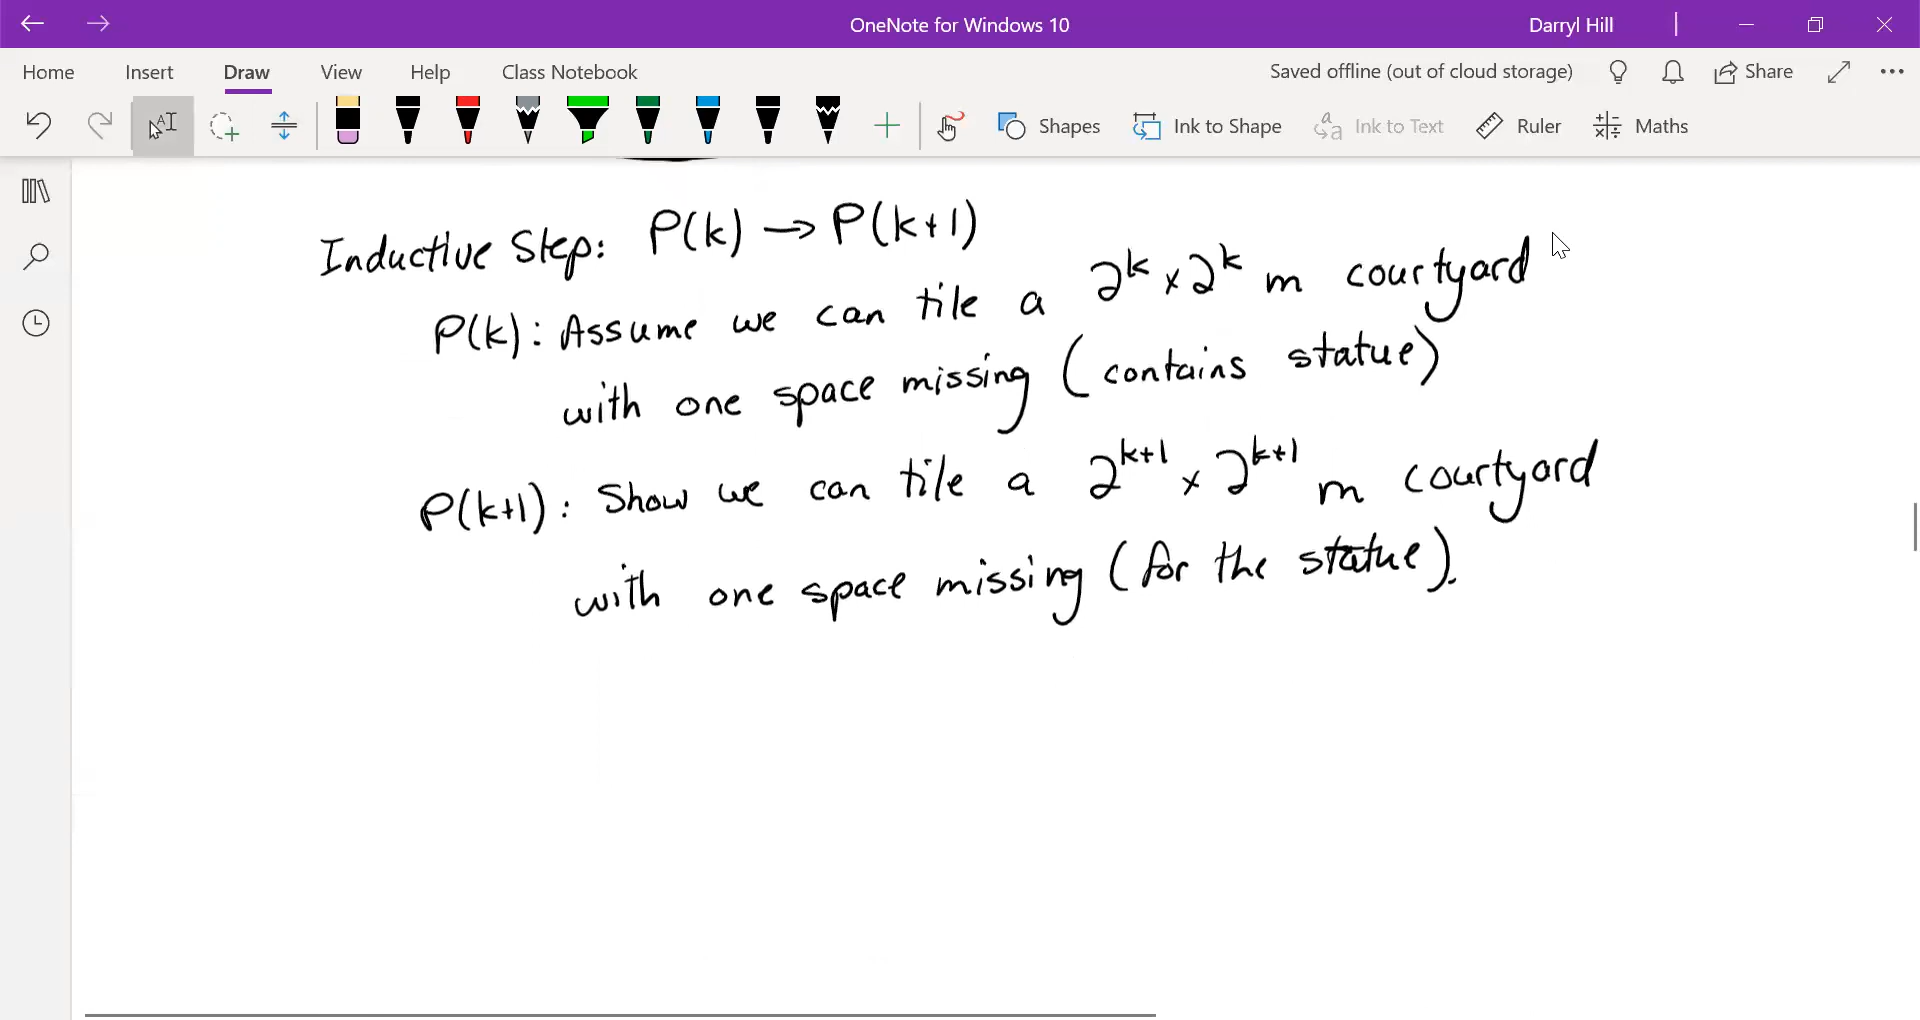 OneNote for Windows 10
Darryl Hill
Home Insert Draw View Help Class Notebook
Saved offline (out of cloud storage)
Share
Shapes
Ink to Shape
Ink to Text
Ruler
Maths
Inductive Step: P(k) → P(k+1)
P(k): Assume we can tile a 2^k × 2^k m courtyard
with one space missing (contains statue)
P(k+1): Show we can tile a 2^{k+1} × 2^{k+1} m courtyard
with one space missing (for the statue).